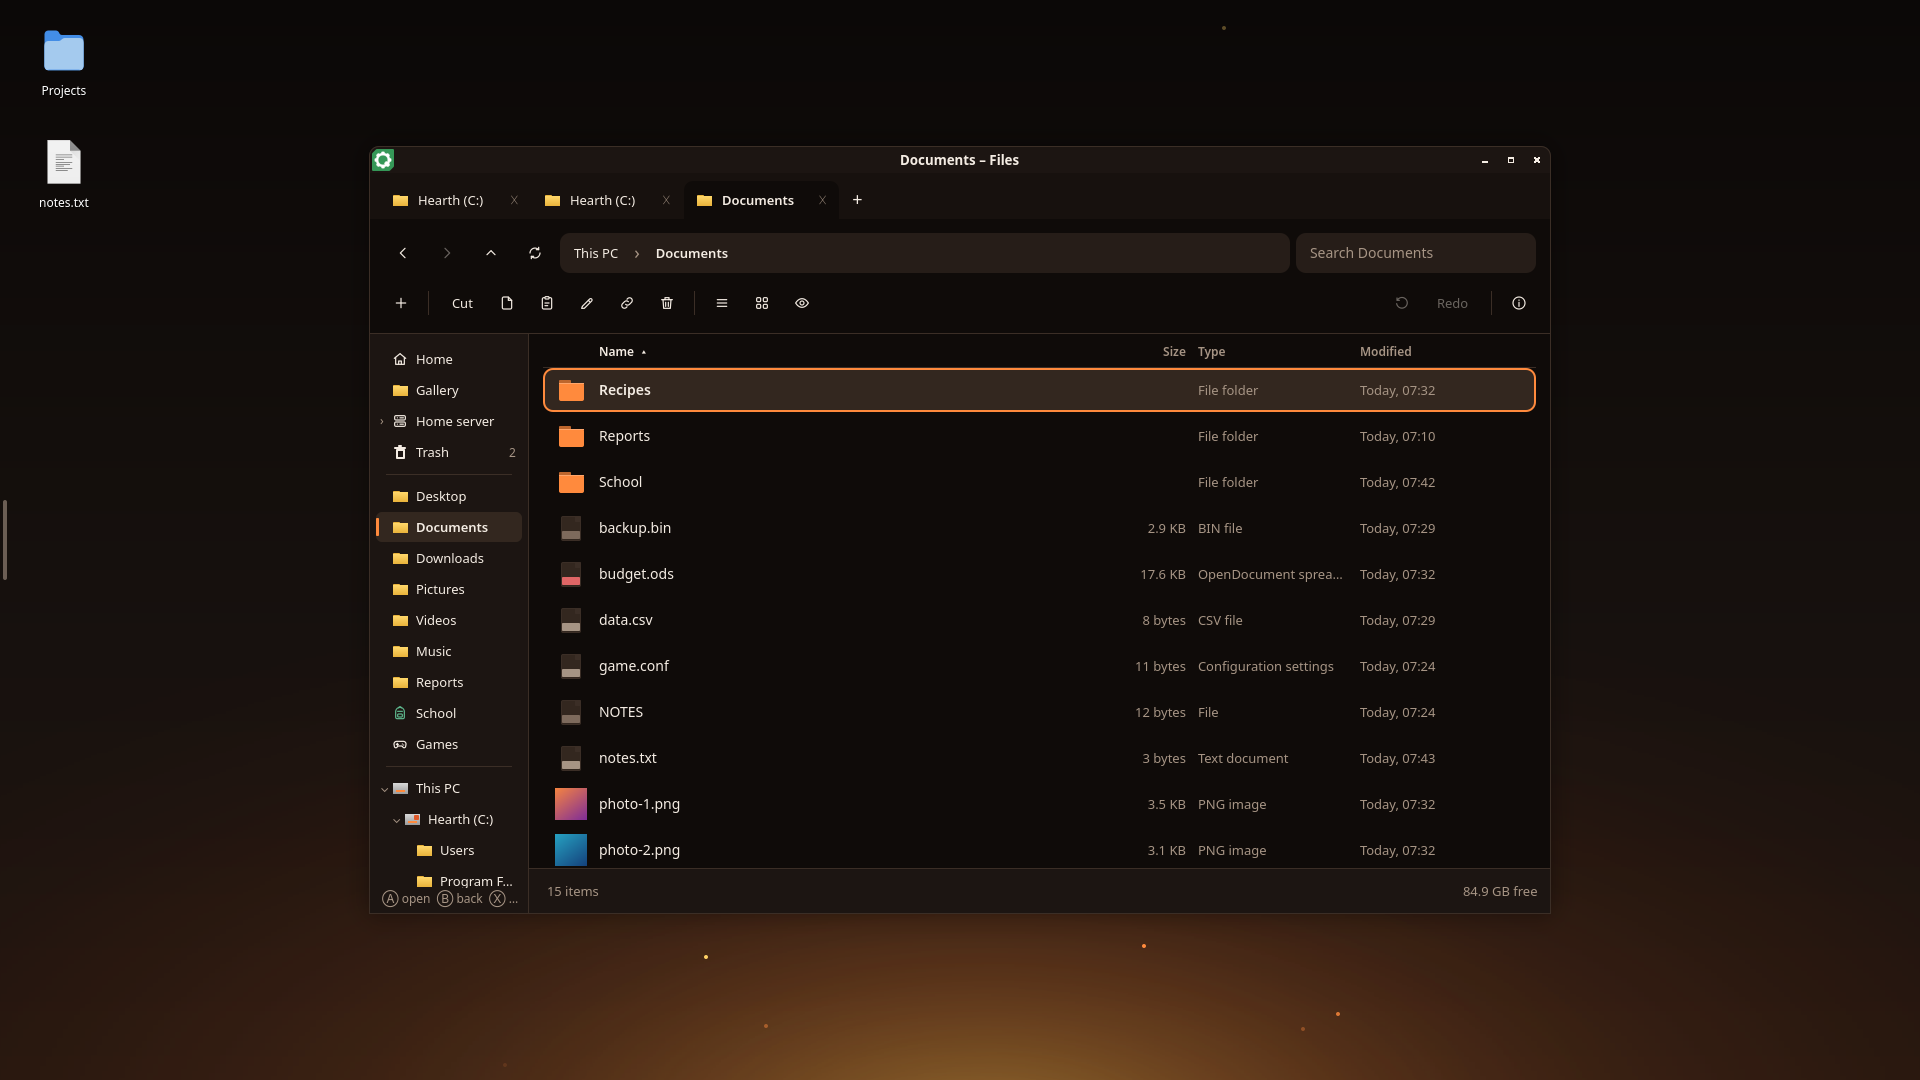 Projects
notes.txt
Documents – Files
Hearth (C:) X Hearth (C:) X Documents X +
This PC › Documents
Search Documents
Cut
Redo
Home
Gallery
Home server
Trash 2
Desktop
Documents
Downloads
Pictures
Videos
Music
Reports
School
Games
This PC
Hearth (C:)
Users
Program F...
A open B back X ...
Name Size Type Modified
Recipes File folder Today, 07:32
Reports File folder Today, 07:10
School File folder Today, 07:42
backup.bin 2.9 KB BIN file Today, 07:29
budget.ods 17.6 KB OpenDocument sprea... Today, 07:32
data.csv 8 bytes CSV file Today, 07:29
game.conf 11 bytes Configuration settings Today, 07:24
NOTES 12 bytes File Today, 07:24
notes.txt 3 bytes Text document Today, 07:43
photo-1.png 3.5 KB PNG image Today, 07:32
photo-2.png 3.1 KB PNG image Today, 07:32
15 items
84.9 GB free